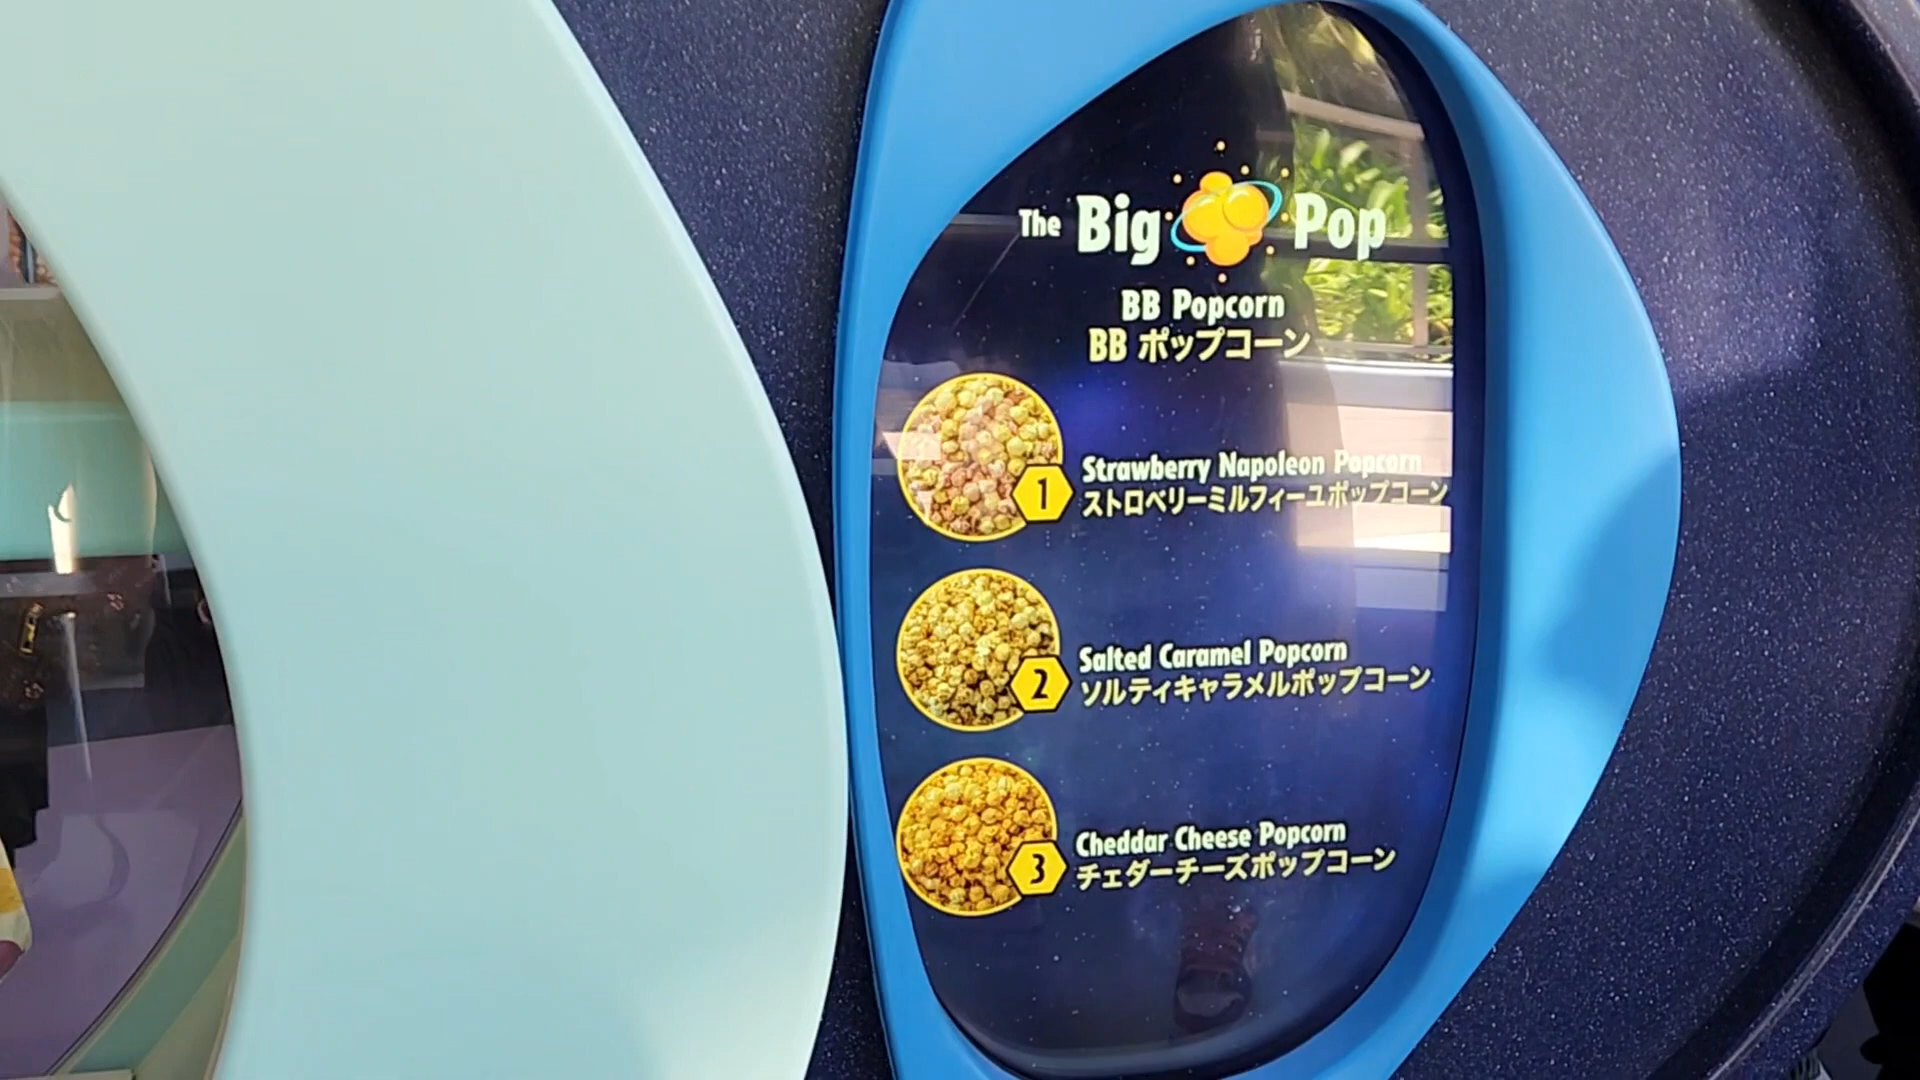 The Big Pop
BB Popcorn
BB ポップコーン
1
Strawberry Napoleon Popcorn
ストロベリーミルフィーユポップコーン
2
Salted Caramel Popcorn
ソルティキャラメルポップコーン
3
Cheddar Cheese Popcorn
チェダーチーズポップコーン